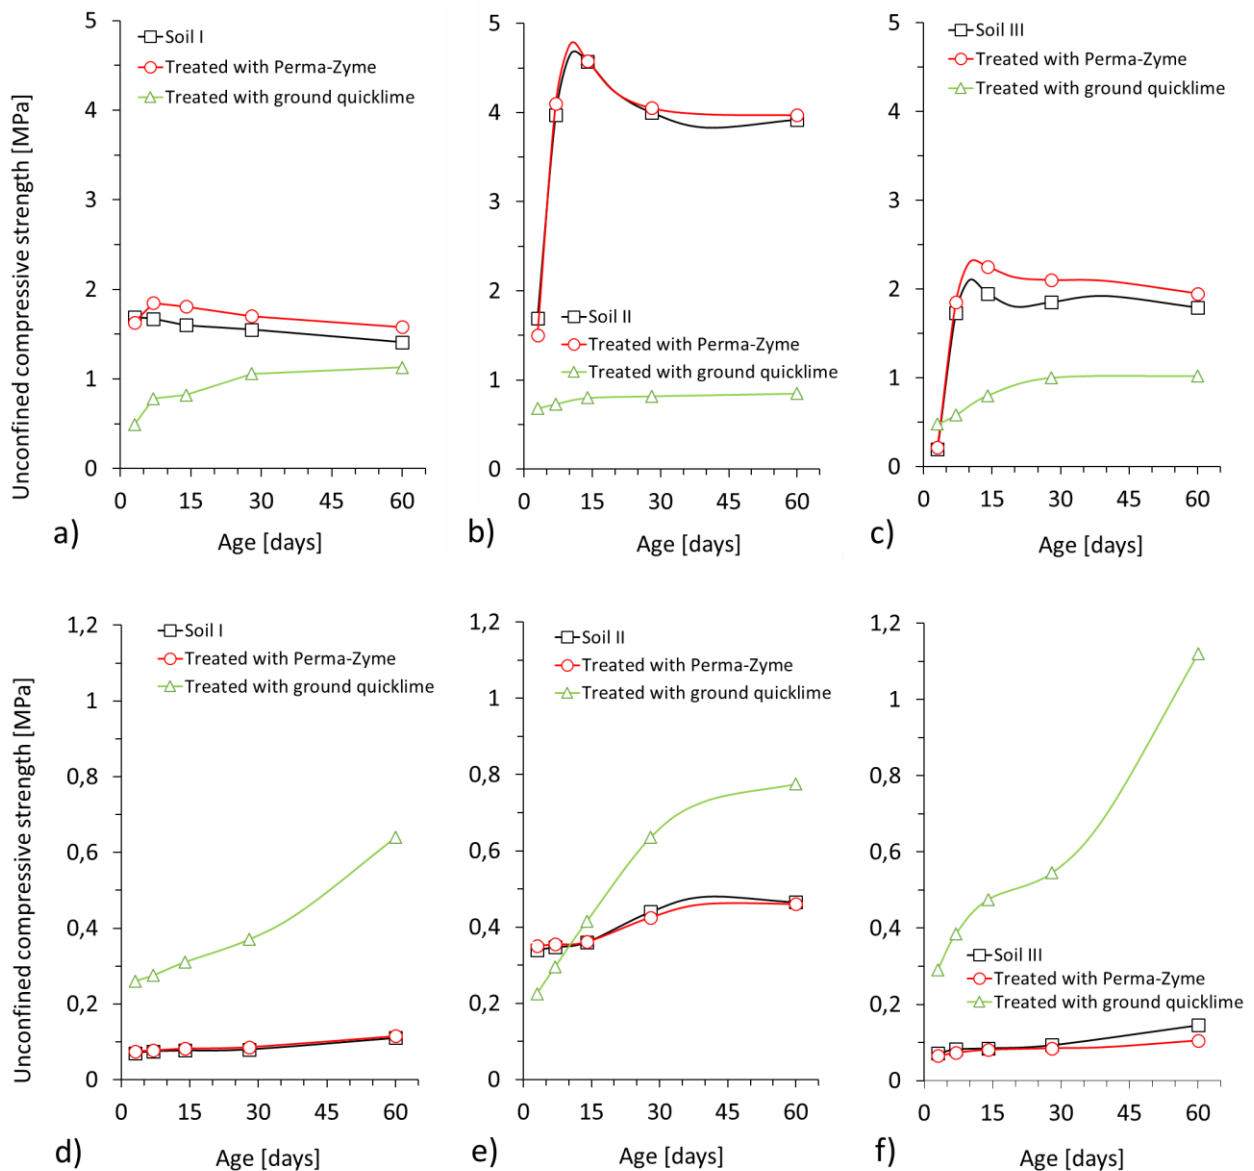 Unconfined compressive strength [MPa]
5
4
3
2
1
0
Soil I
Treated with Perma-Zyme
Treated with ground quicklime
0 15 30 45 60
a)
Age [days]
5
4
3
2
1
0
Soil II
Treated with Perma-Zyme
Treated with ground quicklime
0 15 30 45 60
b)
Age [days]
5
4
3
2
1
0
Soil III
Treated with Perma-Zyme
Treated with ground quicklime
0 15 30 45 60
c)
Age [days]
Unconfined compressive strength [MPa]
1,2
1
0,8
0,6
0,4
0,2
0
Soil I
Treated with Perma-Zyme
Treated with ground quicklime
0 15 30 45 60
d)
Age [days]
1,2
1
0,8
0,6
0,4
0,2
0
Soil II
Treated with Perma-Zyme
Treated with ground quicklime
0 15 30 45 60
e)
Age [days]
1,2
1
0,8
0,6
0,4
0,2
0
Soil III
Treated with Perma-Zyme
Treated with ground quicklime
0 15 30 45 60
f)
Age [days]